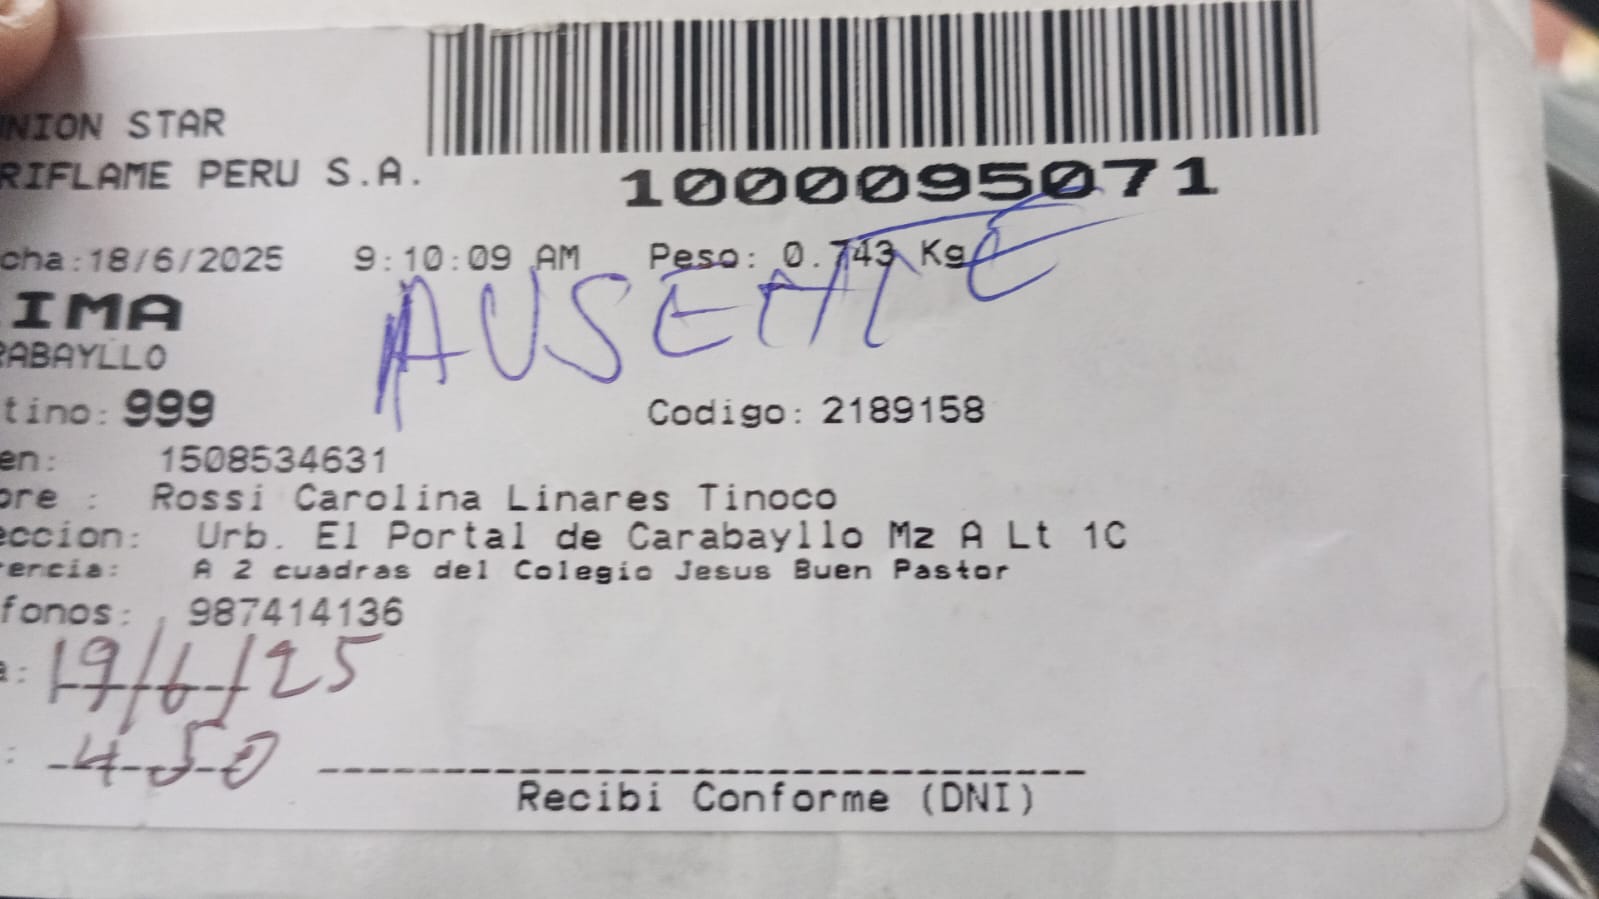 NION STAR
RIFLAME PERU S.A.
1000095071
cha:18/6/2025 9:10:09 AM Peso: 0.743 Kg
IMA
AUSENTE
RABAYLLO
tino: 999 Codigo: 2189158
en: 1508534631
bre : Rossi Carolina Linares Tinoco
eccion: Urb. El Portal de Carabayllo Mz A Lt 1C
rencia: A 2 cuadras del Colegio Jesus Buen Pastor
fonos: 987414136
a: 19/6/25
: 4-50
Recibi Conforme (DNI)